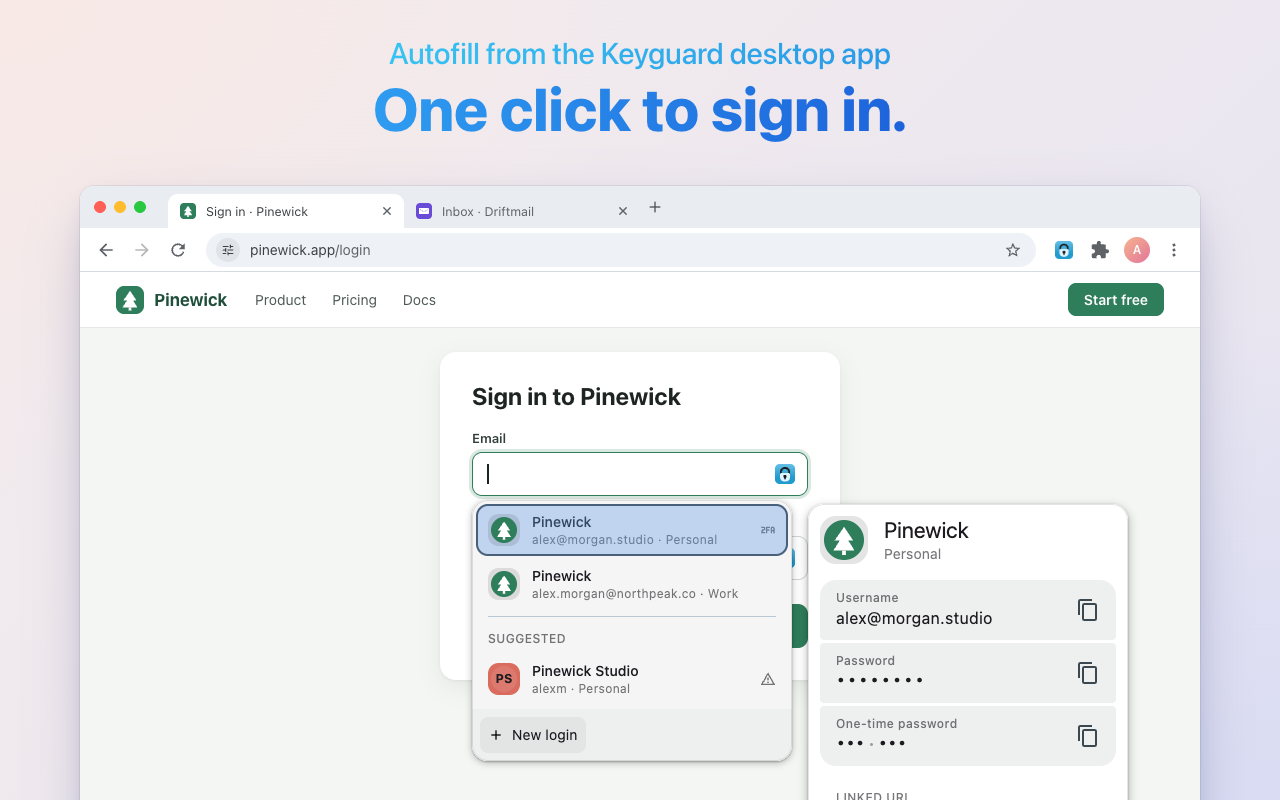 Autofill from the Keyguard desktop app
One click to sign in.
Sign in · Pinewick
Inbox · Driftmail
pinewick.app/login
A
Pinewick
Product
Pricing
Docs
Start free
Sign in to Pinewick
Email
Pinewick
alex@morgan.studio · Personal
2FA
Pinewick
alex.morgan@northpeak.co · Work
SUGGESTED
PS
Pinewick Studio
alexm · Personal
New login
Pinewick
Personal
Username
alex@morgan.studio
Password
One-time password
LINKED URL